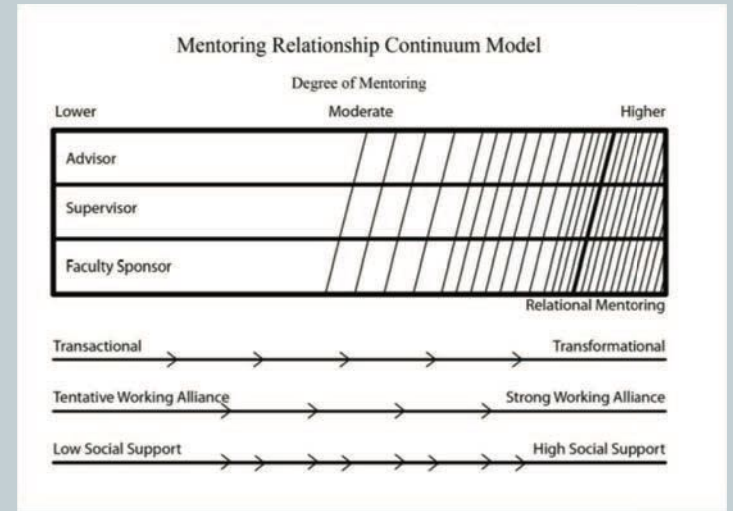 Mentoring Relationship Continuum Model
Degree of Mentoring
Lower Moderate Higher
Advisor
Supervisor
Faculty Sponsor
Relational Mentoring
Transactional Transformational
Tentative Working Alliance Strong Working Alliance
Low Social Support High Social Support